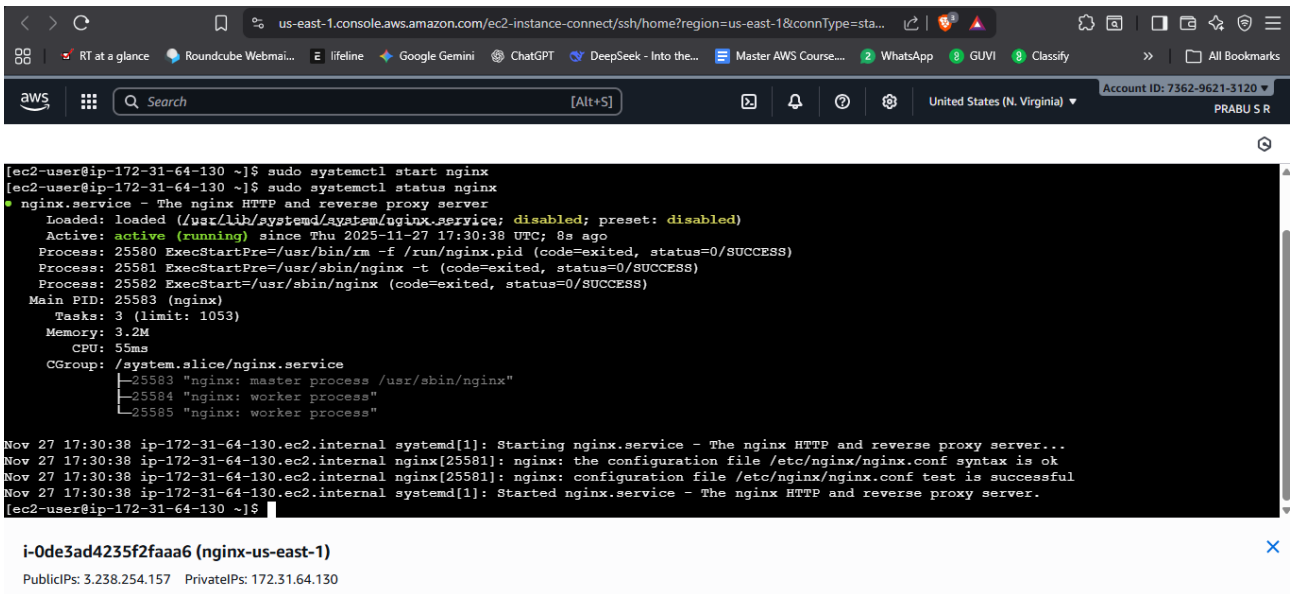 us-east-1.console.aws.amazon.com/ec2-instance-connect/ssh/home?region=us-east-1&connType=sta...
RT at a glance Roundcube Webmai... lifeline Google Gemini ChatGPT DeepSeek - Into the... Master AWS Course.... 2 WhatsApp 8 GUVI 8 Classify » All Bookmarks
aws Search [Alt+S] United States (N. Virginia) ▼ Account ID: 7362-9621-3120 ▼
PRABU S R
[ec2-user@ip-172-31-64-130 ~]$ sudo systemctl start nginx
[ec2-user@ip-172-31-64-130 ~]$ sudo systemctl status nginx
● nginx.service - The nginx HTTP and reverse proxy server
Loaded: loaded (/usr/lib/systemd/system/nginx.service; disabled; preset: disabled)
Active: active (running) since Thu 2025-11-27 17:30:38 UTC; 8s ago
Process: 25580 ExecStartPre=/usr/bin/rm -f /run/nginx.pid (code=exited, status=0/SUCCESS)
Process: 25581 ExecStartPre=/usr/sbin/nginx -t (code=exited, status=0/SUCCESS)
Process: 25582 ExecStart=/usr/sbin/nginx (code=exited, status=0/SUCCESS)
Main PID: 25583 (nginx)
Tasks: 3 (limit: 1053)
Memory: 3.2M
CPU: 55ms
CGroup: /system.slice/nginx.service
├─25583 "nginx: master process /usr/sbin/nginx"
├─25584 "nginx: worker process"
└─25585 "nginx: worker process"
Nov 27 17:30:38 ip-172-31-64-130.ec2.internal systemd[1]: Starting nginx.service - The nginx HTTP and reverse proxy server...
Nov 27 17:30:38 ip-172-31-64-130.ec2.internal nginx[25581]: nginx: the configuration file /etc/nginx/nginx.conf syntax is ok
Nov 27 17:30:38 ip-172-31-64-130.ec2.internal nginx[25581]: nginx: configuration file /etc/nginx/nginx.conf test is successful
Nov 27 17:30:38 ip-172-31-64-130.ec2.internal systemd[1]: Started nginx.service - The nginx HTTP and reverse proxy server.
[ec2-user@ip-172-31-64-130 ~]$
i-0de3ad4235f2faaa6 (nginx-us-east-1)
PublicIPs: 3.238.254.157 PrivateIPs: 172.31.64.130